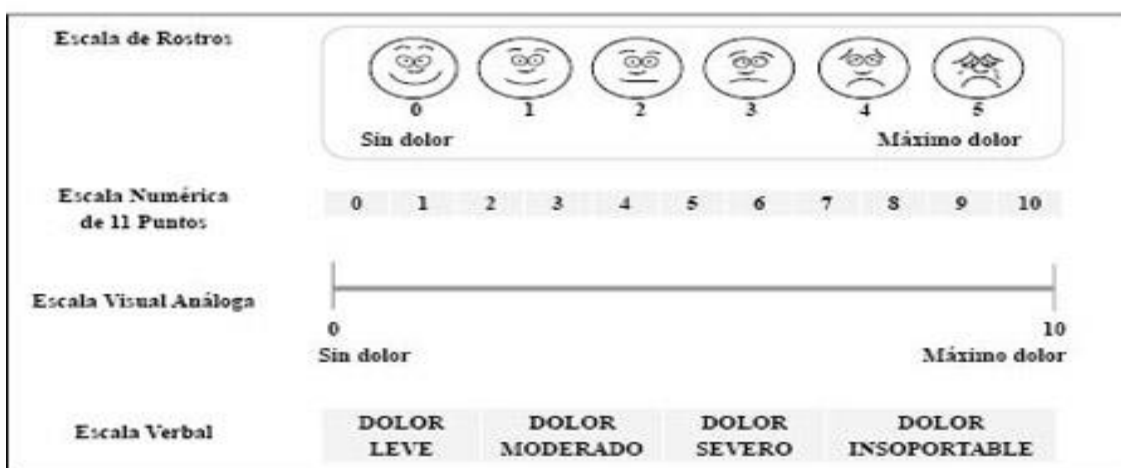 Escala de Rostros
0 1 2 3 4 5
Sin dolor Máximo dolor
Escala Numérica
de 11 Puntos
0 1 2 3 4 5 6 7 8 9 10
Escala Visual Análoga
0 10
Sin dolor Máximo dolor
Escala Verbal
DOLOR LEVE
DOLOR MODERADO
DOLOR SEVERO
DOLOR INSOPORTABLE